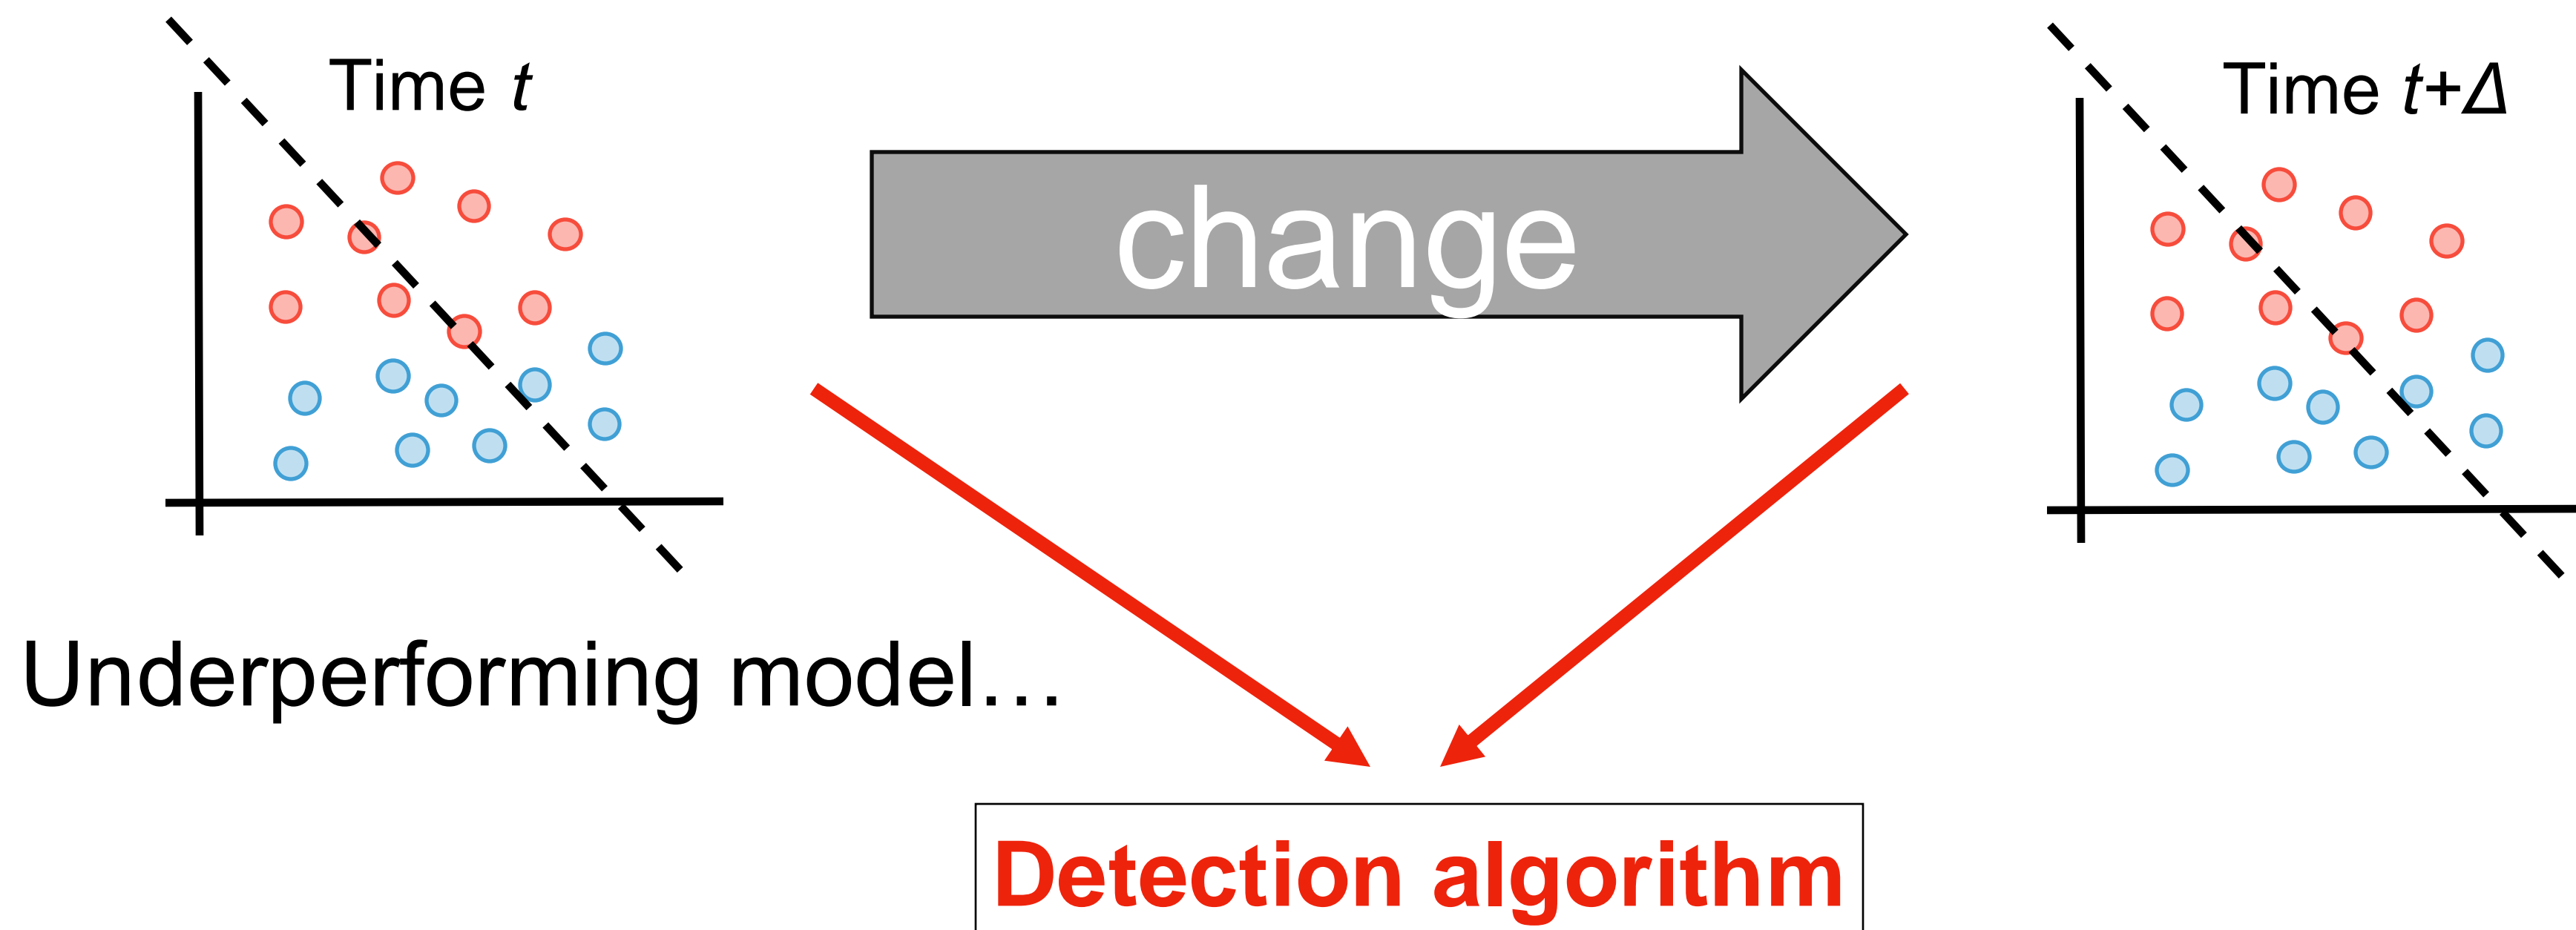 Time t
Time t+Δ
change
Underperforming model…
Detection algorithm